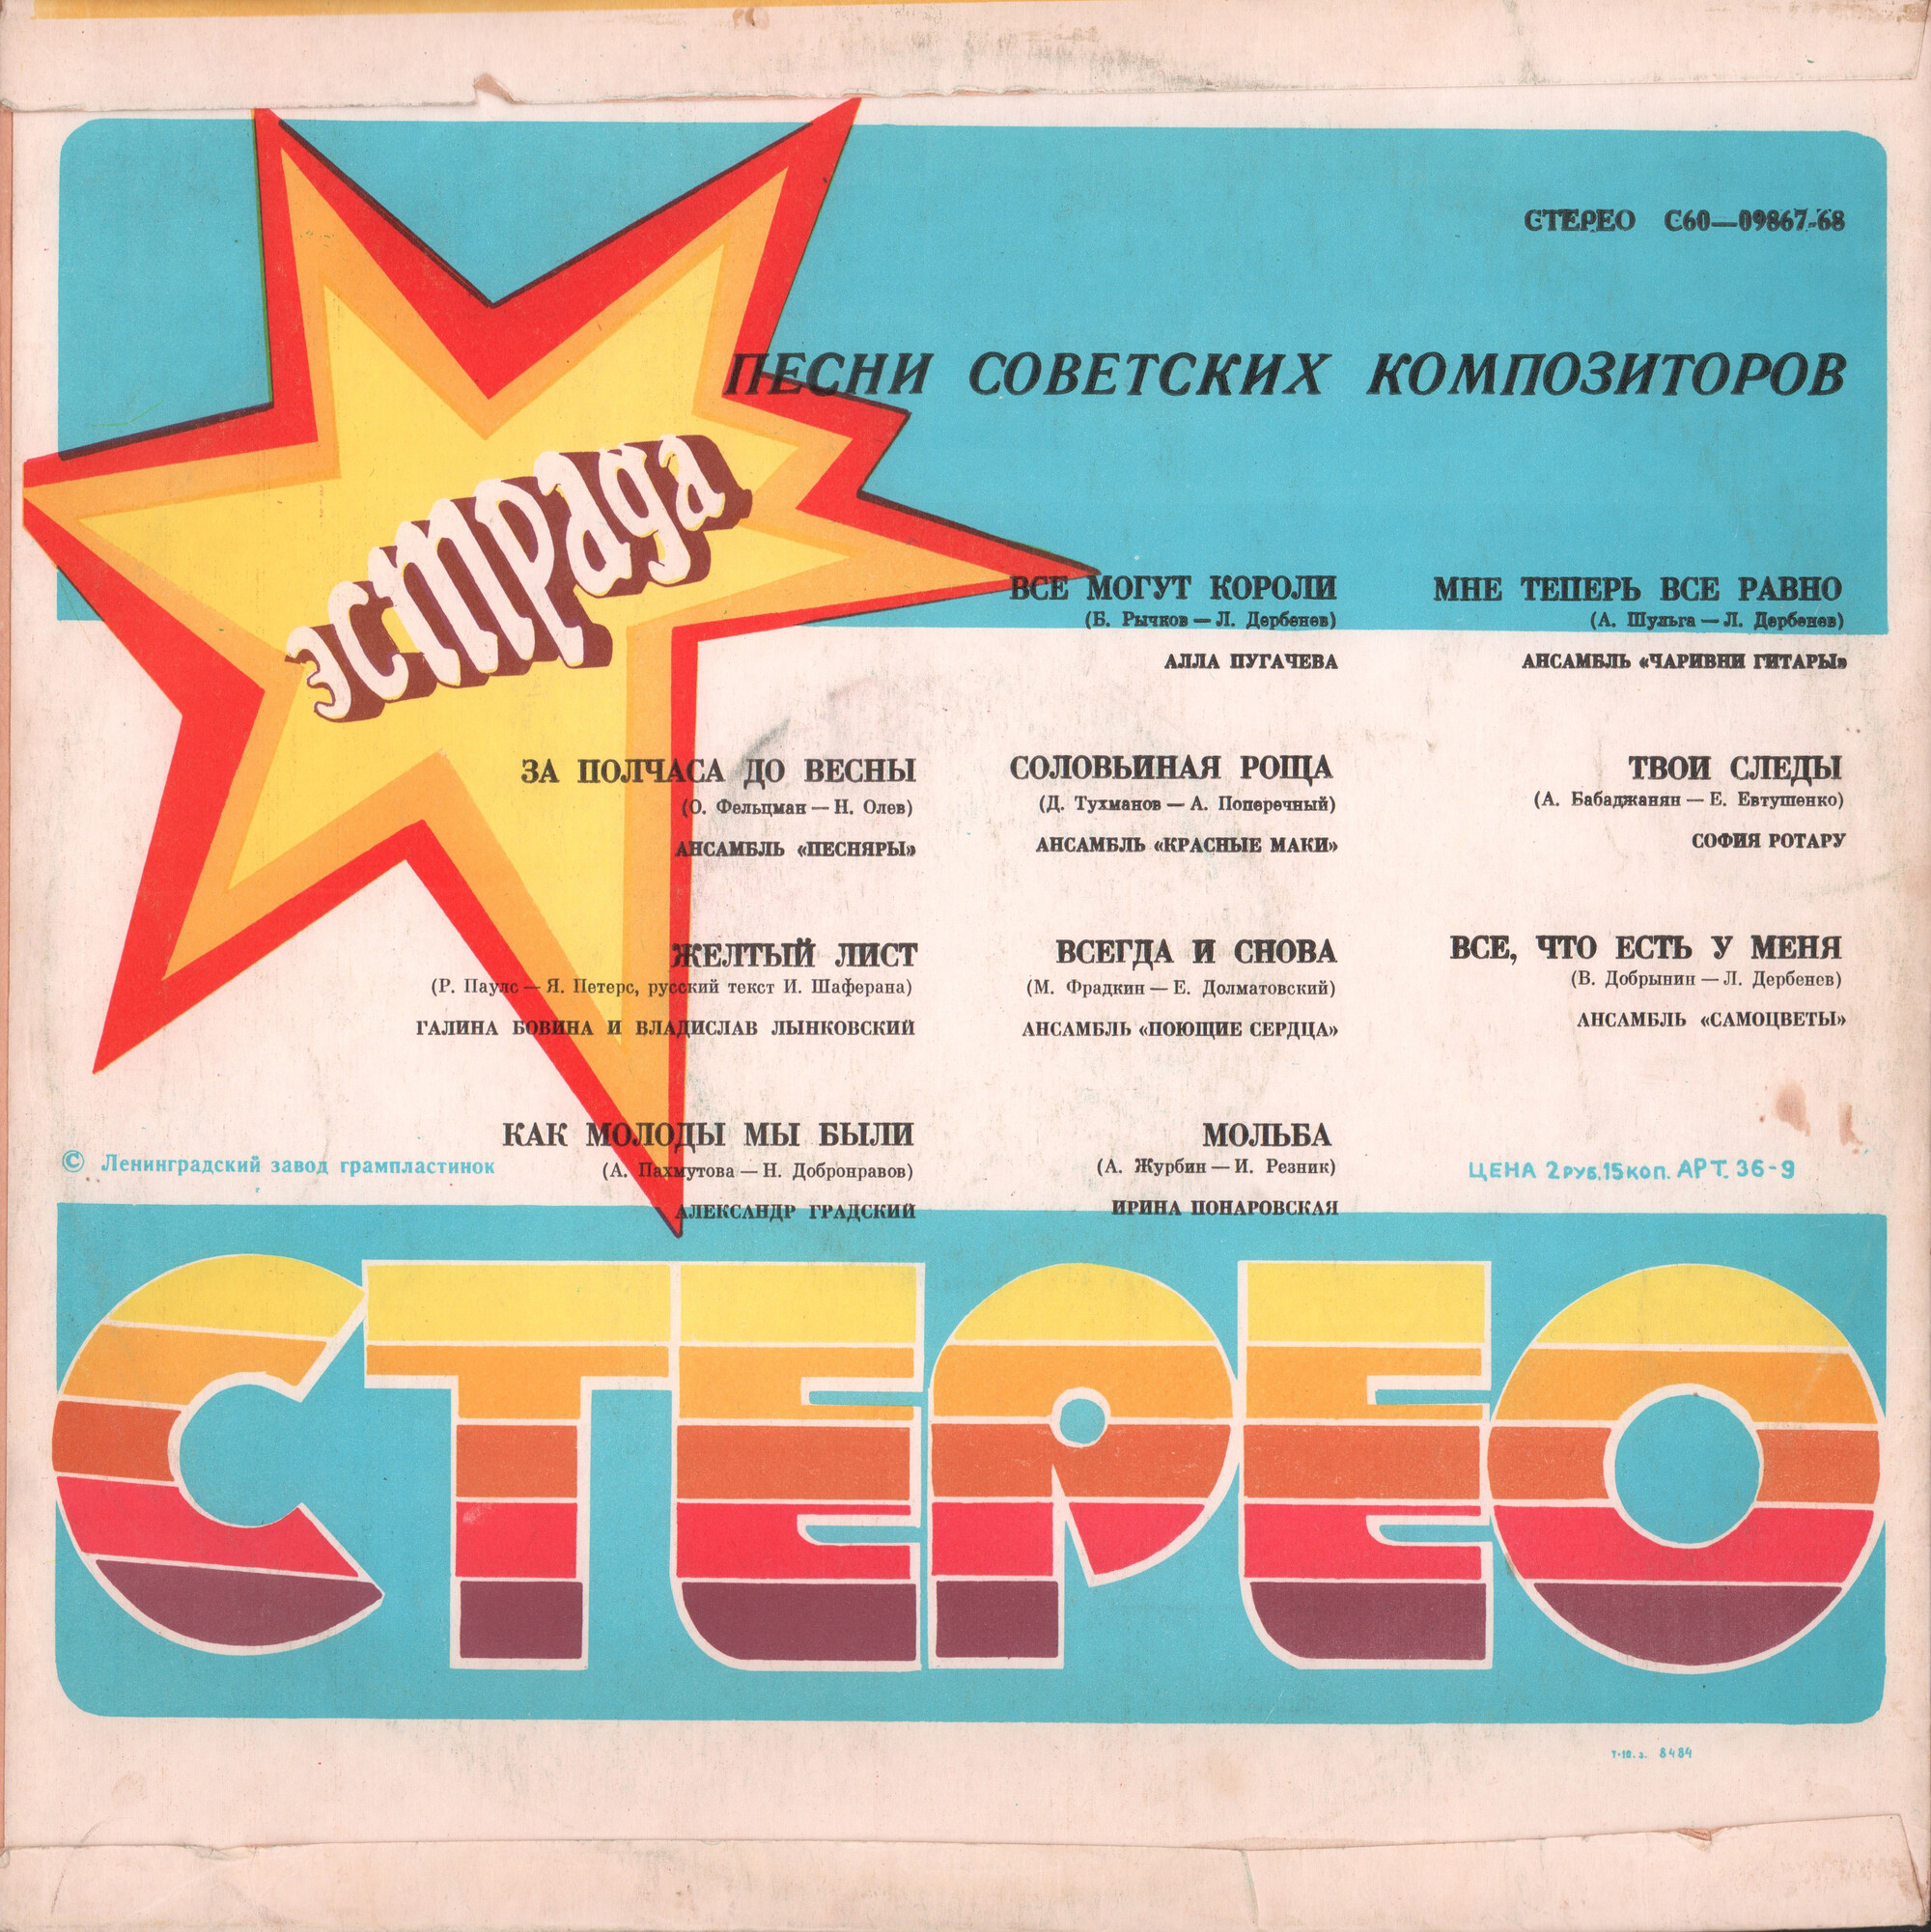 СТЕРЕО С60—09867-68
ПЕСНИ СОВЕТСКИХ КОМПОЗИТОРОВ
эстрада
ЗА ПОЛЧАСА ДО ВЕСНЫ
(О. Фельцман — Н. Олев)
АНСАМБЛЬ «ПЕСНЯРЫ»
ЖЕЛТЫЙ ЛИСТ
(Р. Паулс — Я. Петерс, русский текст И. Шаферана)
ГАЛИНА БОВИНА И ВЛАДИСЛАВ ЛЫНКОВСКИЙ
КАК МОЛОДЫ МЫ БЫЛИ
(А. Пахмутова — Н. Добронравов)
АЛЕКСАНДР ГРАДСКИЙ
ВСЕ МОГУТ КОРОЛИ
(Б. Рычков — Л. Дербенев)
АЛЛА ПУГАЧЕВА
СОЛОВЬИНАЯ РОЩА
(Д. Тухманов — А. Поперечный)
АНСАМБЛЬ «КРАСНЫЕ МАКИ»
ВСЕГДА И СНОВА
(М. Фрадкин — Е. Долматовский)
АНСАМБЛЬ «ПОЮЩИЕ СЕРДЦА»
МОЛЬБА
(А. Журбин — И. Резник)
ИРИНА ПОНАРОВСКАЯ
МНЕ ТЕПЕРЬ ВСЕ РАВНО
(А. Шульга — Л. Дербенев)
АНСАМБЛЬ «ЧАРИВНИ ГИТАРЫ»
ТВОИ СЛЕДЫ
(А. Бабаджанян — Е. Евтушенко)
СОФИЯ РОТАРУ
ВСЕ, ЧТО ЕСТЬ У МЕНЯ
(В. Добрынин — Л. Дербенев)
АНСАМБЛЬ «САМОЦВЕТЫ»
© Ленинградский завод грампластинок
ЦЕНА 2 РУБ. 15 КОП. АРТ. 36-9
СТЕРЕО
т-10. з. 8484